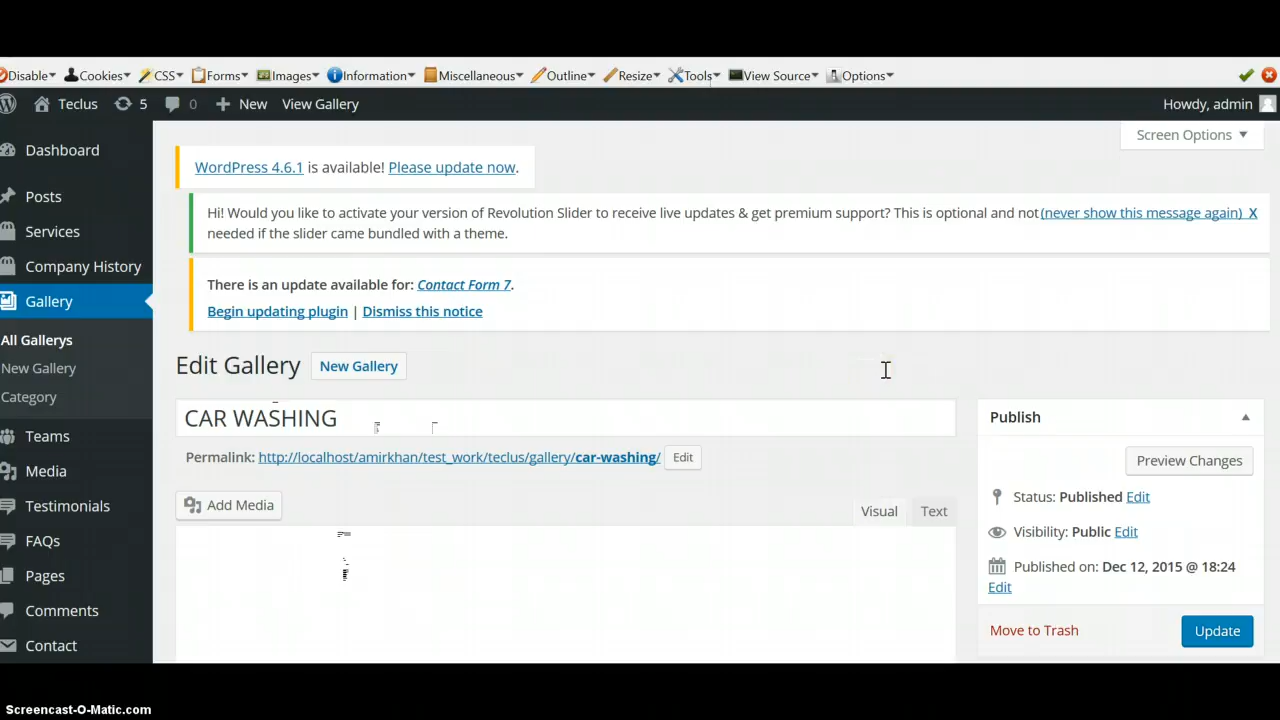 Disable Cookies CSS Forms Images Information Miscellaneous Outline Resize Tools View Source Options
Teclus 5 0 New View Gallery Howdy, admin
Screen Options
Dashboard
Posts
Services
Company History
Gallery
All Gallerys
New Gallery
Category
Teams
Media
Testimonials
FAQs
Pages
Comments
Contact
WordPress 4.6.1 is available! Please update now.
Hi! Would you like to activate your version of Revolution Slider to receive live updates & get premium support? This is optional and not (never show this message again) X
needed if the slider came bundled with a theme.
There is an update available for: Contact Form 7.
Begin updating plugin | Dismiss this notice
Edit Gallery New Gallery
CAR WASHING
Permalink: http://localhost/amirkhan/test_work/teclus/gallery/car-washing/ Edit
Add Media
Visual Text
Publish
Preview Changes
Status: Published Edit
Visibility: Public Edit
Published on: Dec 12, 2015 @ 18:24
Edit
Move to Trash Update
Screencast-O-Matic.com